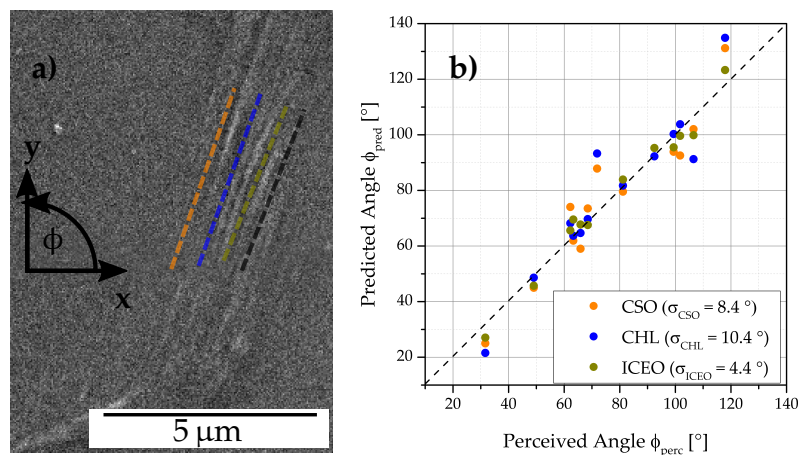 a)
y
ϕ
x
5 μm
b)
140
120
100
80
60
40
20
20 40 60 80 100 120 140
Predicted Angle ϕpred [°]
Perceived Angle ϕperc [°]
CSO (σCSO = 8.4 °)
CHL (σCHL = 10.4 °)
ICEO (σICEO = 4.4 °)